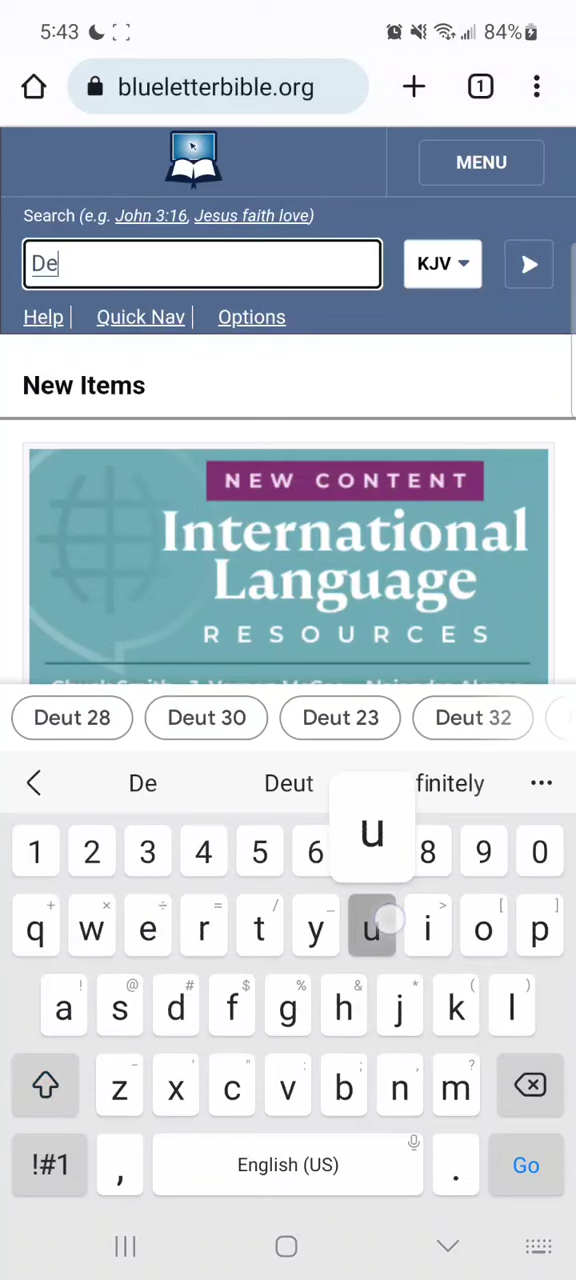 5:43
84%
blueletterbible.org
1
MENU
Search (e.g. John 3:16, Jesus faith love)
De
KJV
Help | Quick Nav | Options
New Items
NEW CONTENT
International
Language
RESOURCES
Deut 28 Deut 30 Deut 23 Deut 32
De Deut finitely ...
u
1 2 3 4 5 6 8 9 0
+ × ÷ = / _ > [ ]
q w e r t y u i o p
! @ # $ % & * ( )
a s d f g h j k l
- ' " : ; , ?
z x c v b n m
!#1 , English (US) . Go